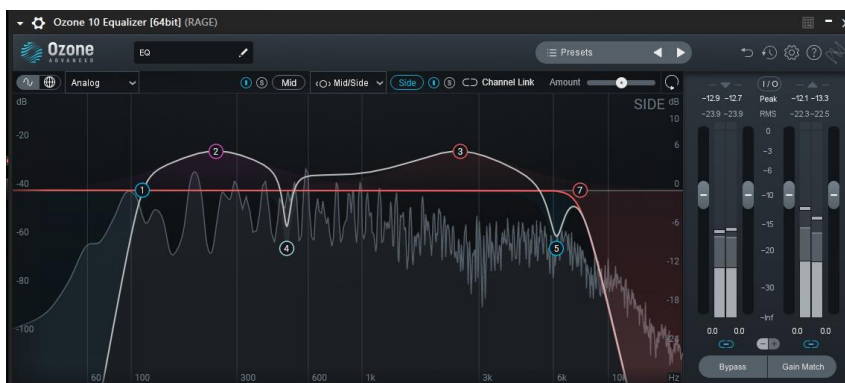 Ozone 10 Equalizer [64bit] (RAGE)
Ozone
ADVANCED
EQ
Presets
Analog
S
Mid
Mid/Side
Side
S
Channel Link
Amount
dB
SIDE
dB
10
-20
6
-40
0
-60
-6
-12
-80
-18
-100
-24
1
2
3
4
5
7
60
100
300
600
1k
3k
6k
10k
Hz
I/O
-12.9 -12.7
Peak
-12.1 -13.3
-23.9 -23.9
RMS
-22.3 -22.5
0
-3
-6
-10
-15
-20
-30
-Inf
0.0 0.0
0.0 0.0
Bypass
Gain Match